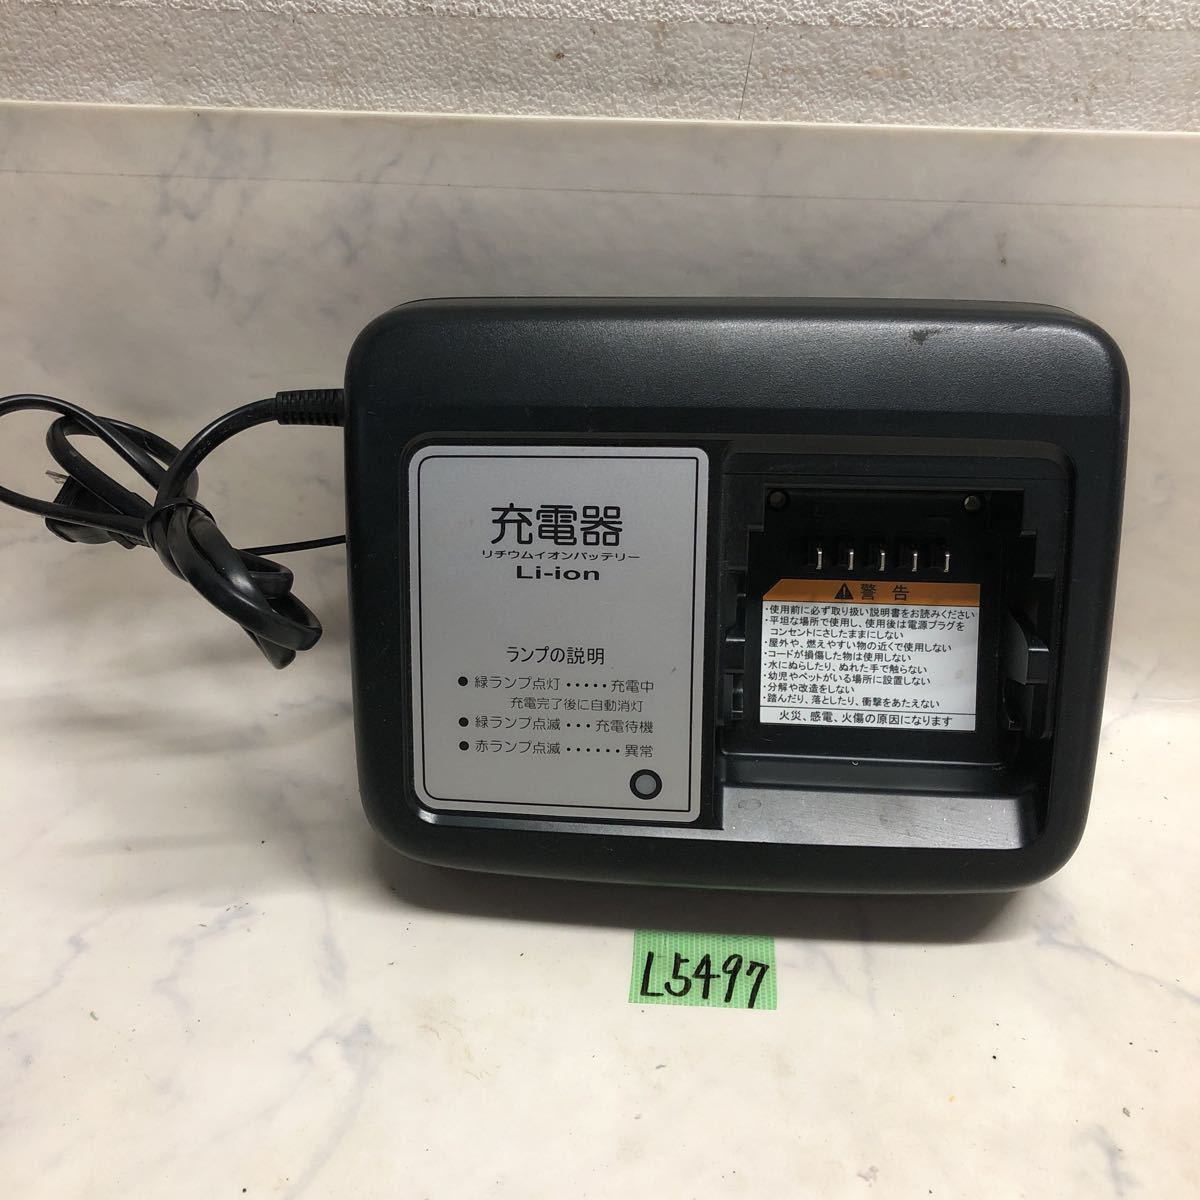 充電器
リチウムイオンバッテリー
Li-ion
ランプの説明
● 緑ランプ点灯・・・・・充電中
充電完了後に自動消灯
● 緑ランプ点滅・・・充電待機
● 赤ランプ点滅・・・・・・異常
⚠警告
・使用前に必ず取り扱い説明書をお読みください
・平坦な場所で使用し、使用後は電源プラグを
コンセントにさしたままにしない
・屋外や、燃えやすい物の近くで使用しない
・コードが損傷した物は使用しない
・水にぬらしたり、ぬれた手で触らない
・幼児やペットがいる場所に設置しない
・分解や改造をしない
・踏んだり、落としたり、衝撃をあたえない
火災、感電、火傷の原因になります
L5497